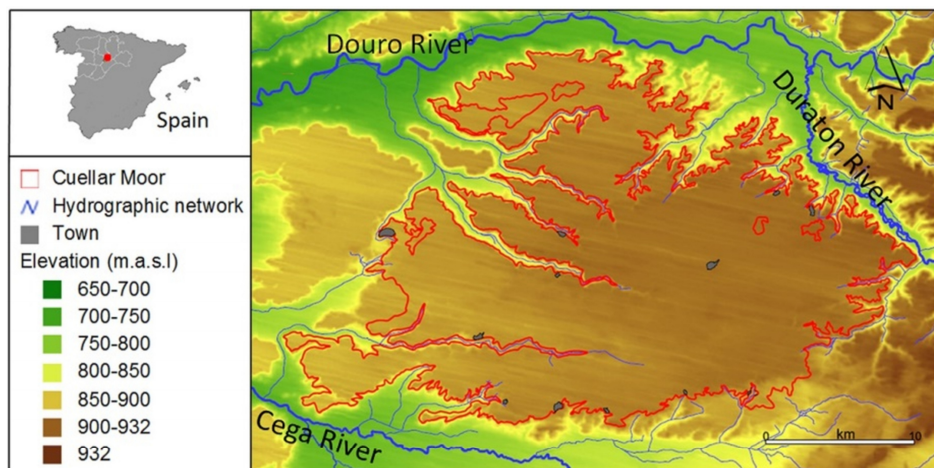 Spain
Cuellar Moor
Hydrographic network
Town
Elevation (m.a.s.l)
650-700
700-750
750-800
800-850
850-900
900-932
932
Douro River
Duraton River
N
Cega River
km
0 10